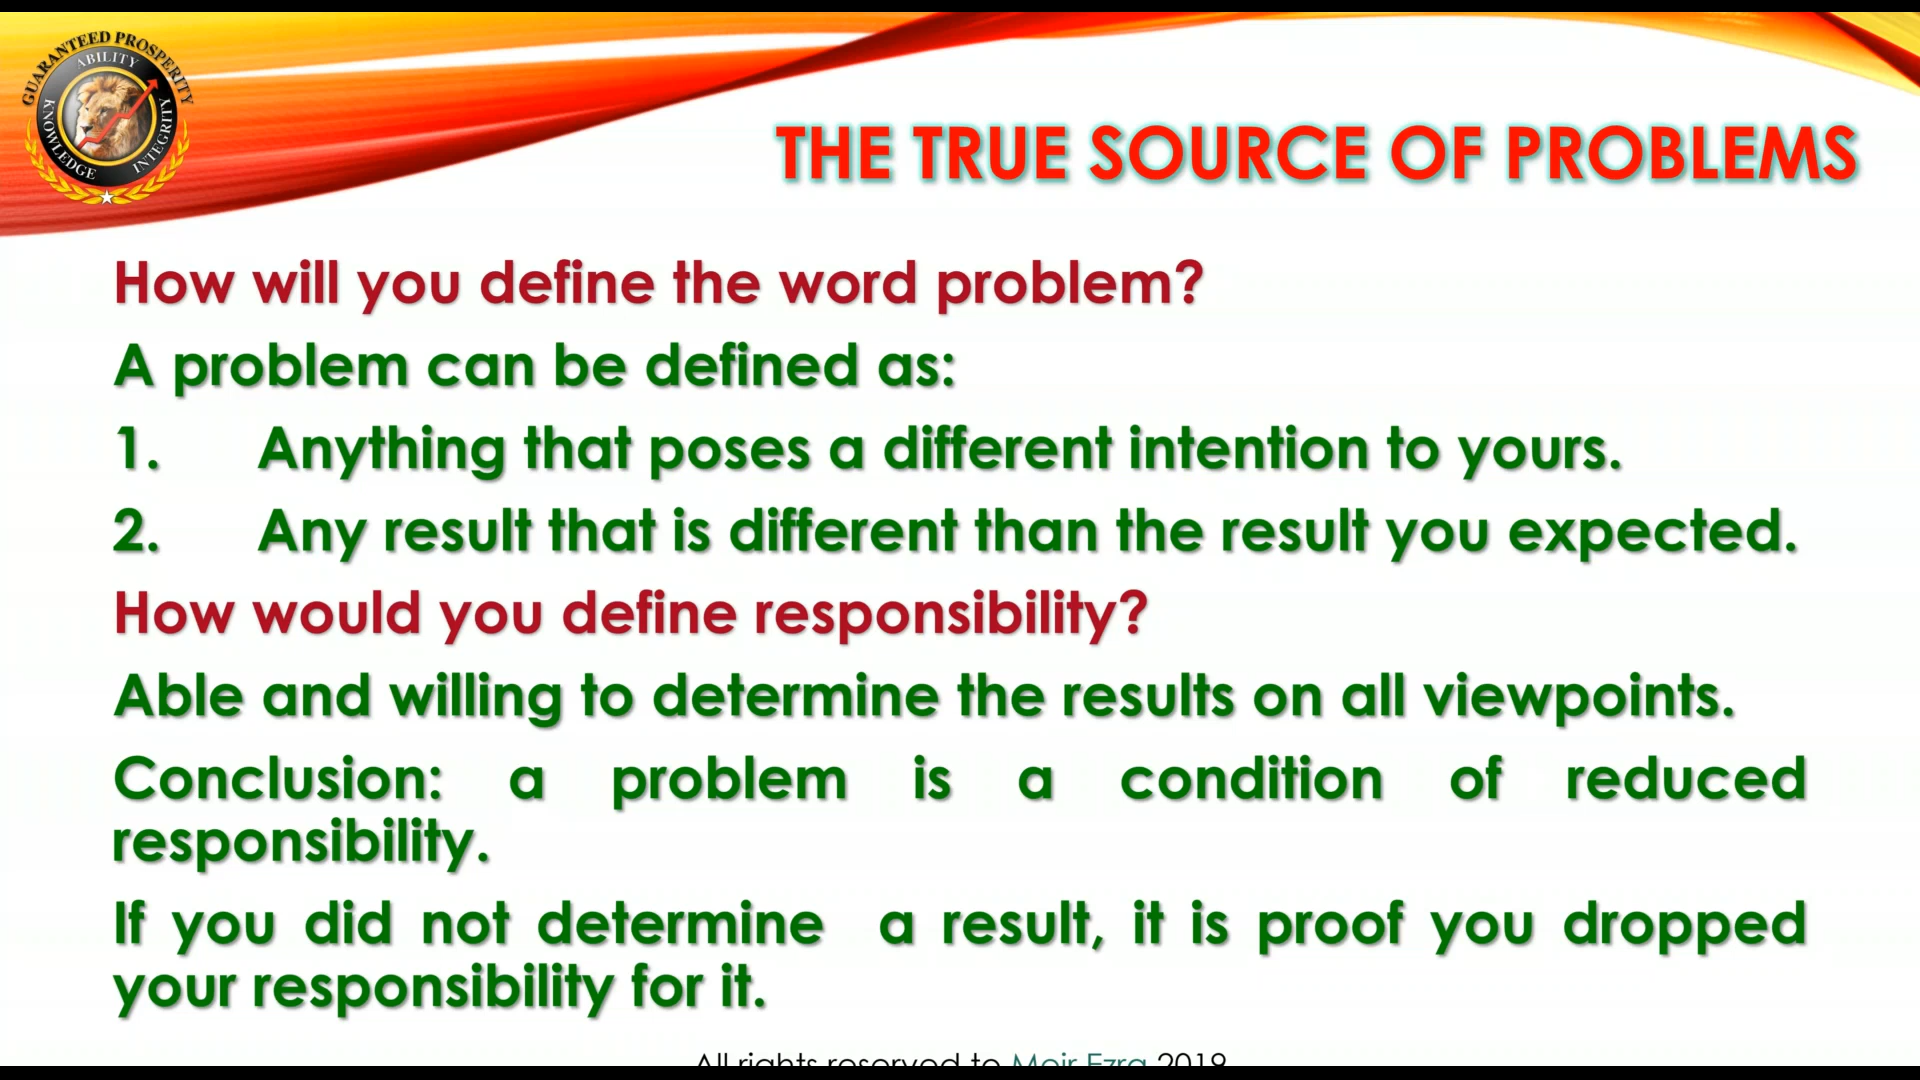 GUARANTEED PROSPERITY
ABILITY
KNOWLEDGE
INTEGRITY
THE TRUE SOURCE OF PROBLEMS
How will you define the word problem?
A problem can be defined as:
1. Anything that poses a different intention to yours.
2. Any result that is different than the result you expected.
How would you define responsibility?
Able and willing to determine the results on all viewpoints.
Conclusion: a problem is a condition of reduced
responsibility.
If you did not determine a result, it is proof you dropped
your responsibility for it.
All rights reserved to Meir Ezra 2019